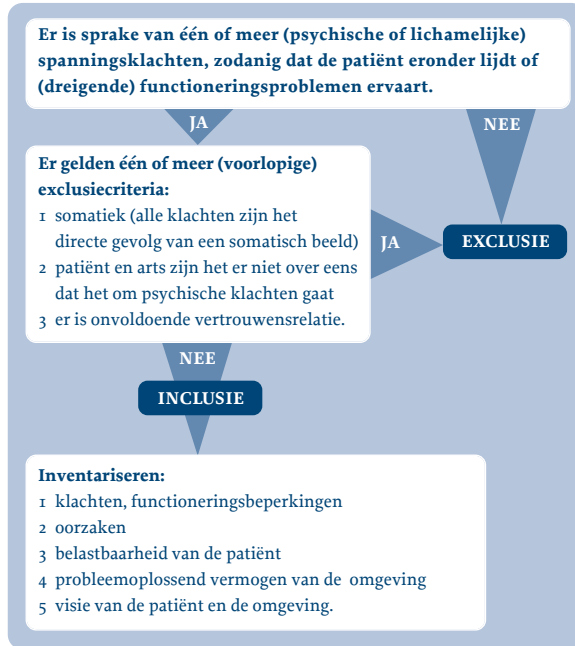 Er is sprake van één of meer (psychische of lichamelijke)
spanningsklachten, zodanig dat de patiënt eronder lijdt of
(dreigende) functioneringsproblemen ervaart.
JA
NEE
Er gelden één of meer (voorlopige)
exclusiecriteria:
1 somatiek (alle klachten zijn het
directe gevolg van een somatisch beeld)
2 patiënt en arts zijn het er niet over eens
dat het om psychische klachten gaat
3 er is onvoldoende vertrouwensrelatie.
JA
EXCLUSIE
NEE
INCLUSIE
Inventariseren:
1 klachten, functioneringsbeperkingen
2 oorzaken
3 belastbaarheid van de patiënt
4 probleemoplossend vermogen van de omgeving
5 visie van de patiënt en de omgeving.